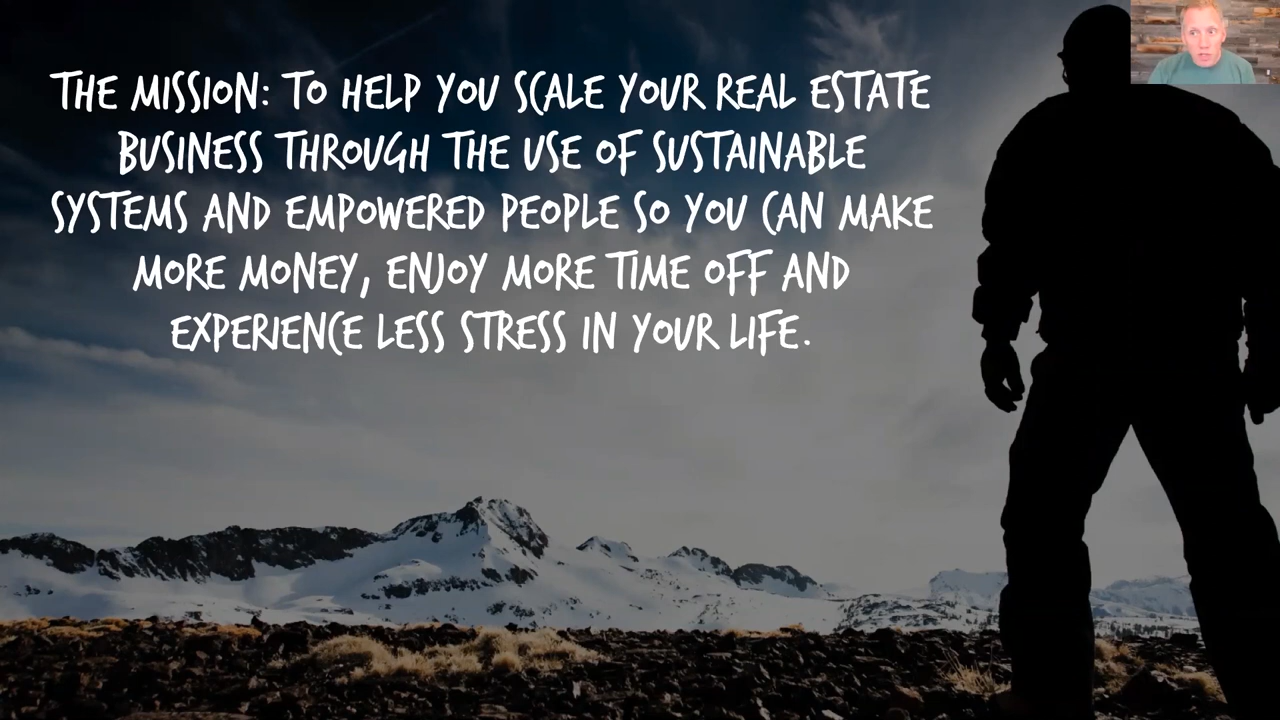 THE MISSION: TO HELP YOU SCALE YOUR REAL ESTATE
BUSINESS THROUGH THE USE OF SUSTAINABLE
SYSTEMS AND EMPOWERED PEOPLE SO YOU CAN MAKE
MORE MONEY, ENJOY MORE TIME OFF AND
EXPERIENCE LESS STRESS IN YOUR LIFE.